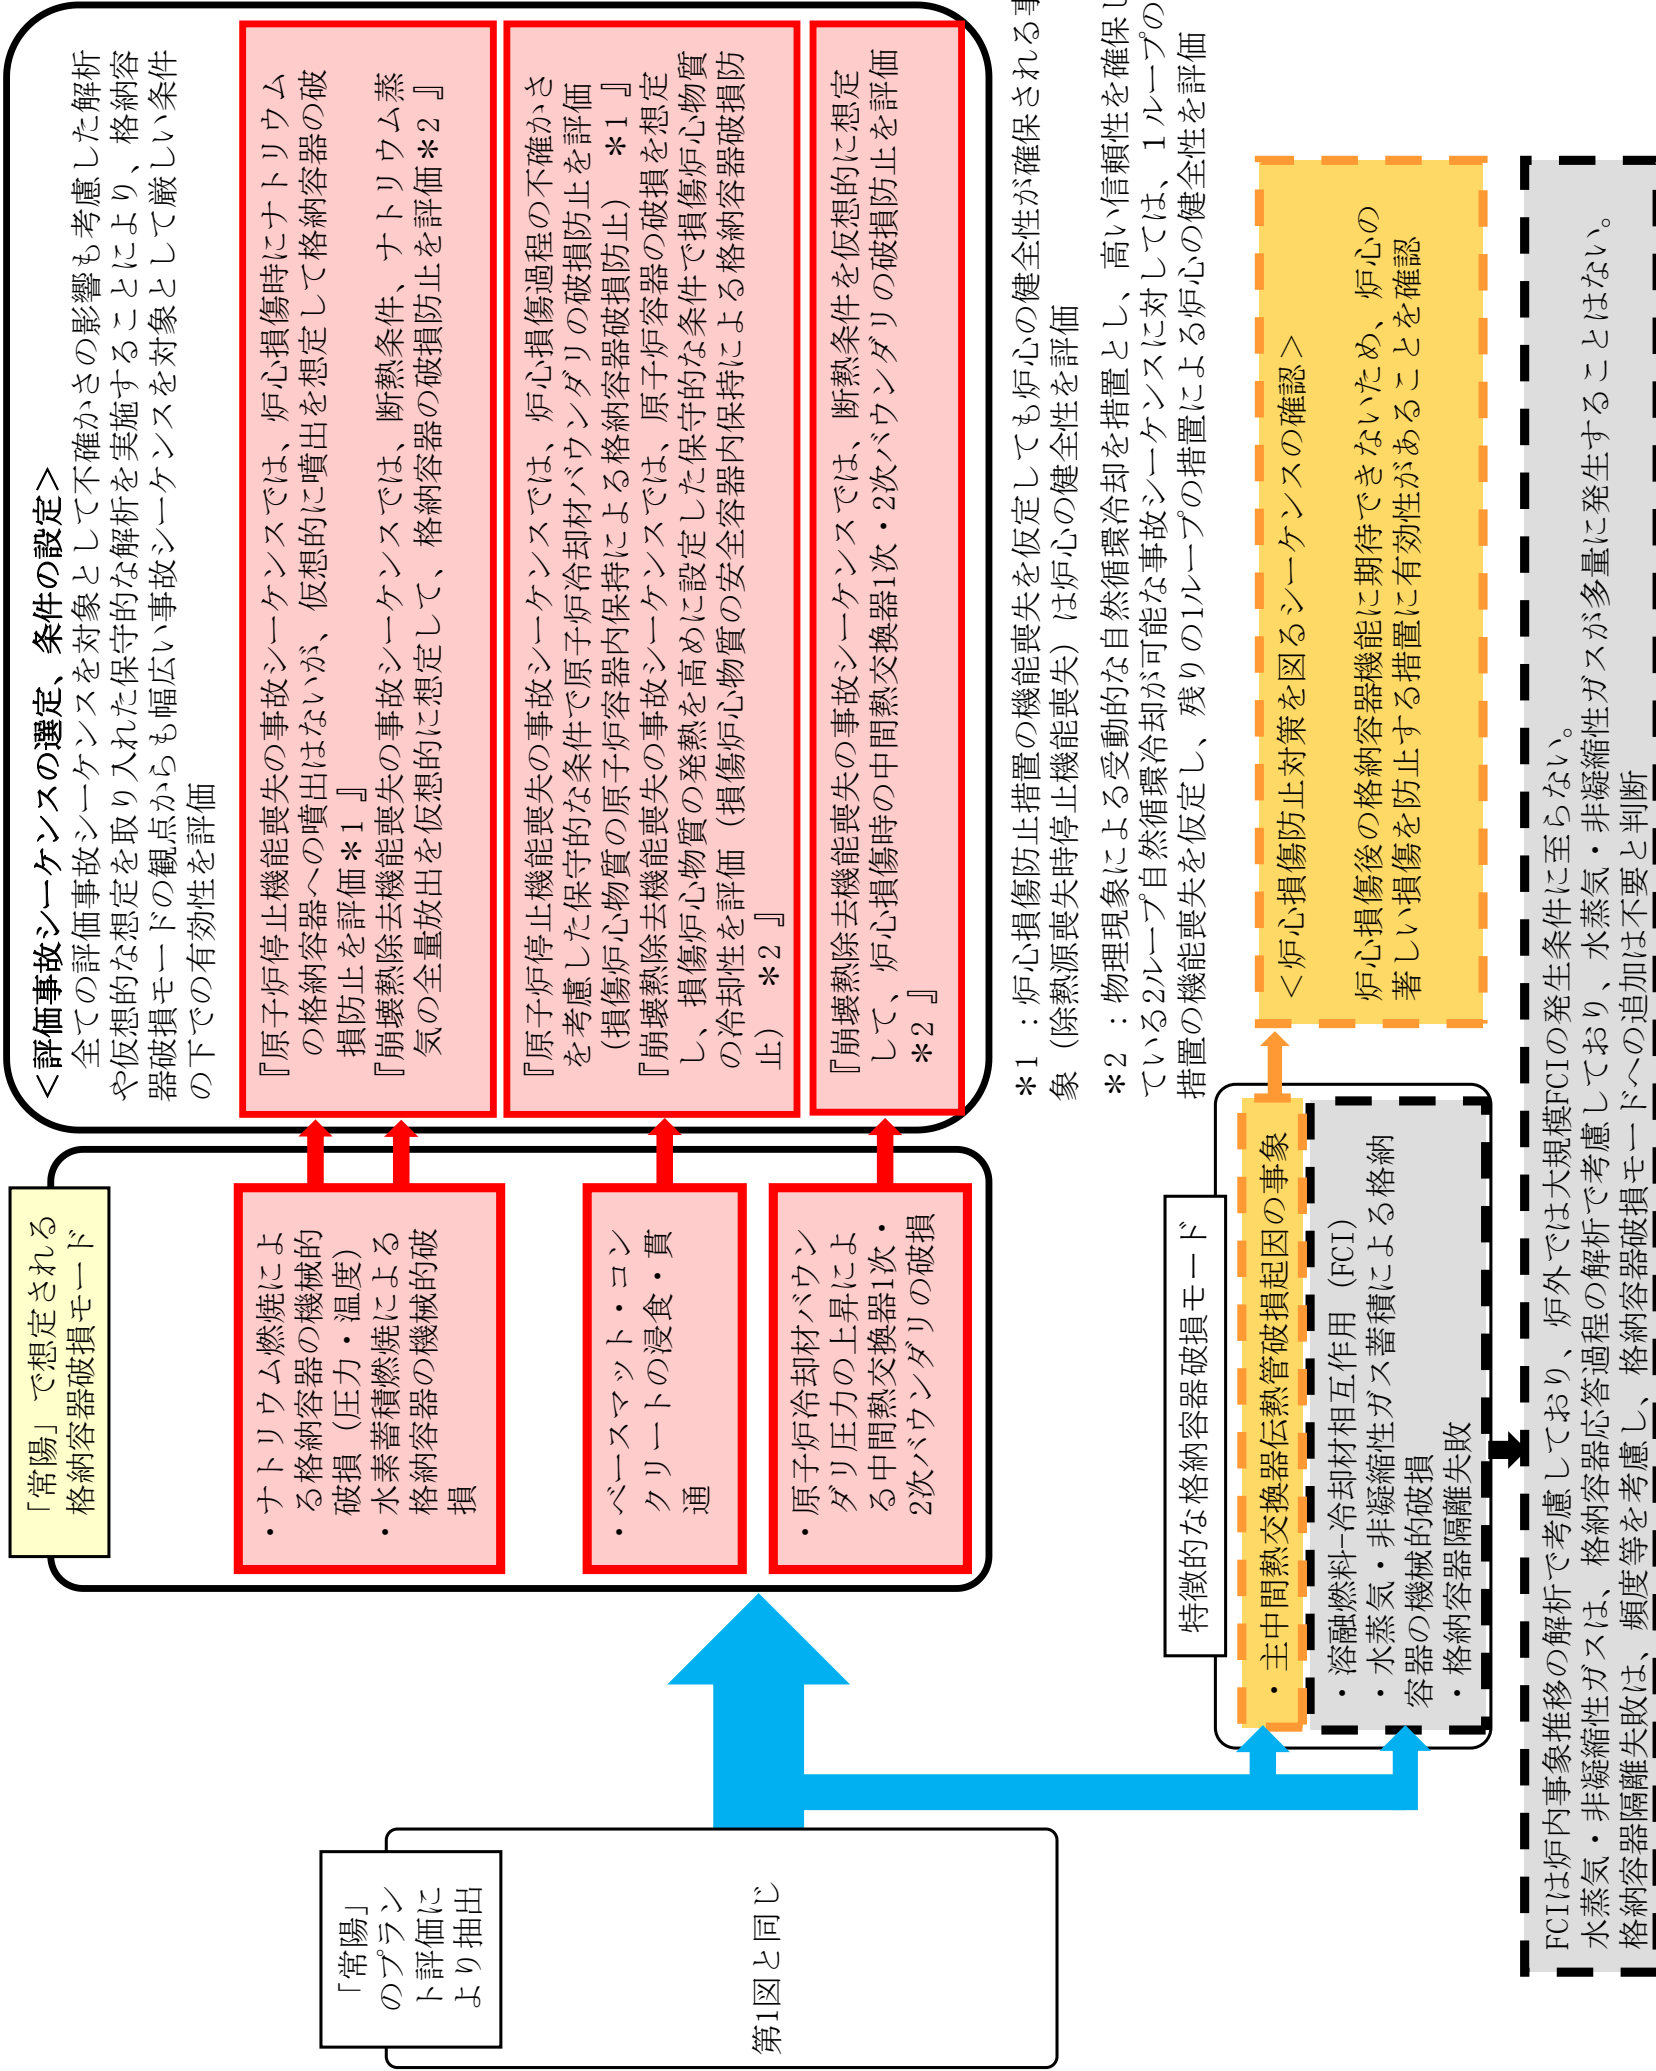 「常陽」
のプラン
ト評価に
より抽出
第1図と同じ
「常陽」で想定される
格納容器破損モード
・ナトリウム燃焼によ
る格納容器の機械的
破損（圧力・温度）
・水素蓄積燃焼による
格納容器の機械的破
損
・ベースマット・コン
クリートの浸食・貫
通
・原子炉冷却材バウン
ダリ圧力の上昇によ
る中間熱交換器1次・
2次バウンダリの破損
＜評価事故シーケンスの選定、条件の設定＞
全ての評価事故シーケンスを対象として不確かさの影響も考慮した解析
や仮想的な想定を取り入れた保守的な解析を実施することにより、格納容
器破損モードの観点からも幅広い事故シーケンスを対象として厳しい条件
の下での有効性を評価
『原子炉停止機能喪失の事故シーケンスでは、炉心損傷時にナトリウム
の格納容器への噴出はないが、仮想的に噴出を想定して格納容器の破
損防止を評価＊1 』
『崩壊熱除去機能喪失の事故シーケンスでは、断熱条件、ナトリウム蒸
気の全量放出を仮想的に想定して、格納容器の破損防止を評価＊2 』
『原子炉停止機能喪失の事故シーケンスでは、炉心損傷過程の不確かさ
を考慮した保守的な条件で原子炉冷却材バウンダリの破損防止を評価
（損傷炉心物質の原子炉容器内保持による格納容器破損防止）＊1 』
『崩壊熱除去機能喪失の事故シーケンスでは、原子炉容器の破損を想定
し、損傷炉心物質の発熱を高めに設定した保守的な条件で損傷炉心物質
の冷却性を評価（損傷炉心物質の安全容器内保持による格納容器破損防
止）＊2 』
『崩壊熱除去機能喪失の事故シーケンスでは、断熱条件を仮想的に想定
して、炉心損傷時の中間熱交換器1次・2次バウンダリの破損防止を評価
＊2 』
＊1 ：炉心損傷防止措置の機能喪失を仮定しても炉心の健全性が確保される事
象（除熱源喪失時停止機能喪失）は炉心の健全性を評価
＊2 ：物理現象による受動的な自然循環冷却を措置とし、高い信頼性を確保し
ている2ループ自然循環冷却が可能な事故シーケンスに対しては、1ループの
措置の機能喪失を仮定し、残りの1ループの措置による炉心の健全性を評価
特徴的な格納容器破損モード
・主中間熱交換器伝熱管破損起因の事象
・溶融燃料-冷却材相互作用（FCI）
・水蒸気・非凝縮性ガス蓄積による格納
容器の機械的破損
・格納容器隔離失敗
＜炉心損傷防止対策を図るシーケンスの確認＞
炉心損傷後の格納容器機能に期待できないため、炉心の
著しい損傷を防止する措置に有効性があることを確認
FCIは炉内事象推移の解析で考慮しており、炉外では大規模FCIの発生条件に至らない。
水蒸気・非凝縮性ガスは、格納容器応答過程の解析で考慮しており、水蒸気・非凝縮性ガスが多量に発生することはない。
格納容器隔離失敗は、頻度等を考慮し、格納容器破損モードへの追加は不要と判断